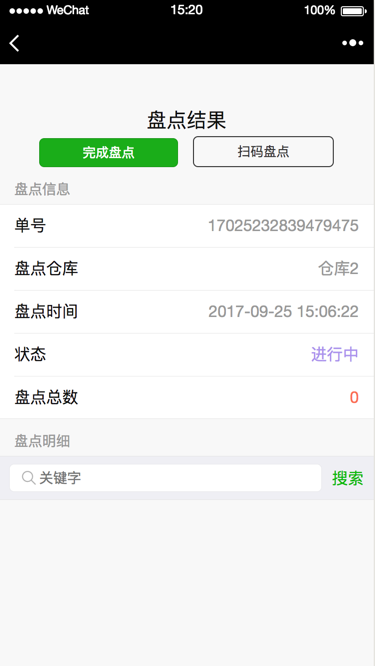 WeChat 15:20 100%
盘点结果
完成盘点 扫码盘点
盘点信息
单号 17025232839479475
盘点仓库 仓库2
盘点时间 2017-09-25 15:06:22
状态 进行中
盘点总数 0
盘点明细
关键字 搜索